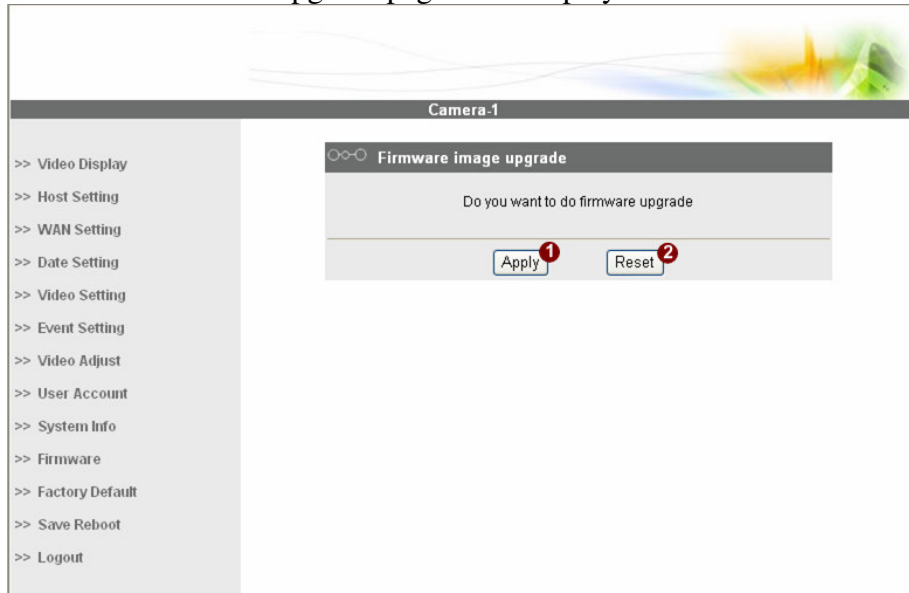 Camera-1
>> Video Display
>> Host Setting
>> WAN Setting
>> Date Setting
>> Video Setting
>> Event Setting
>> Video Adjust
>> User Account
>> System Info
>> Firmware
>> Factory Default
>> Save Reboot
>> Logout
Firmware image upgrade
Do you want to do firmware upgrade
Apply 1 Reset 2